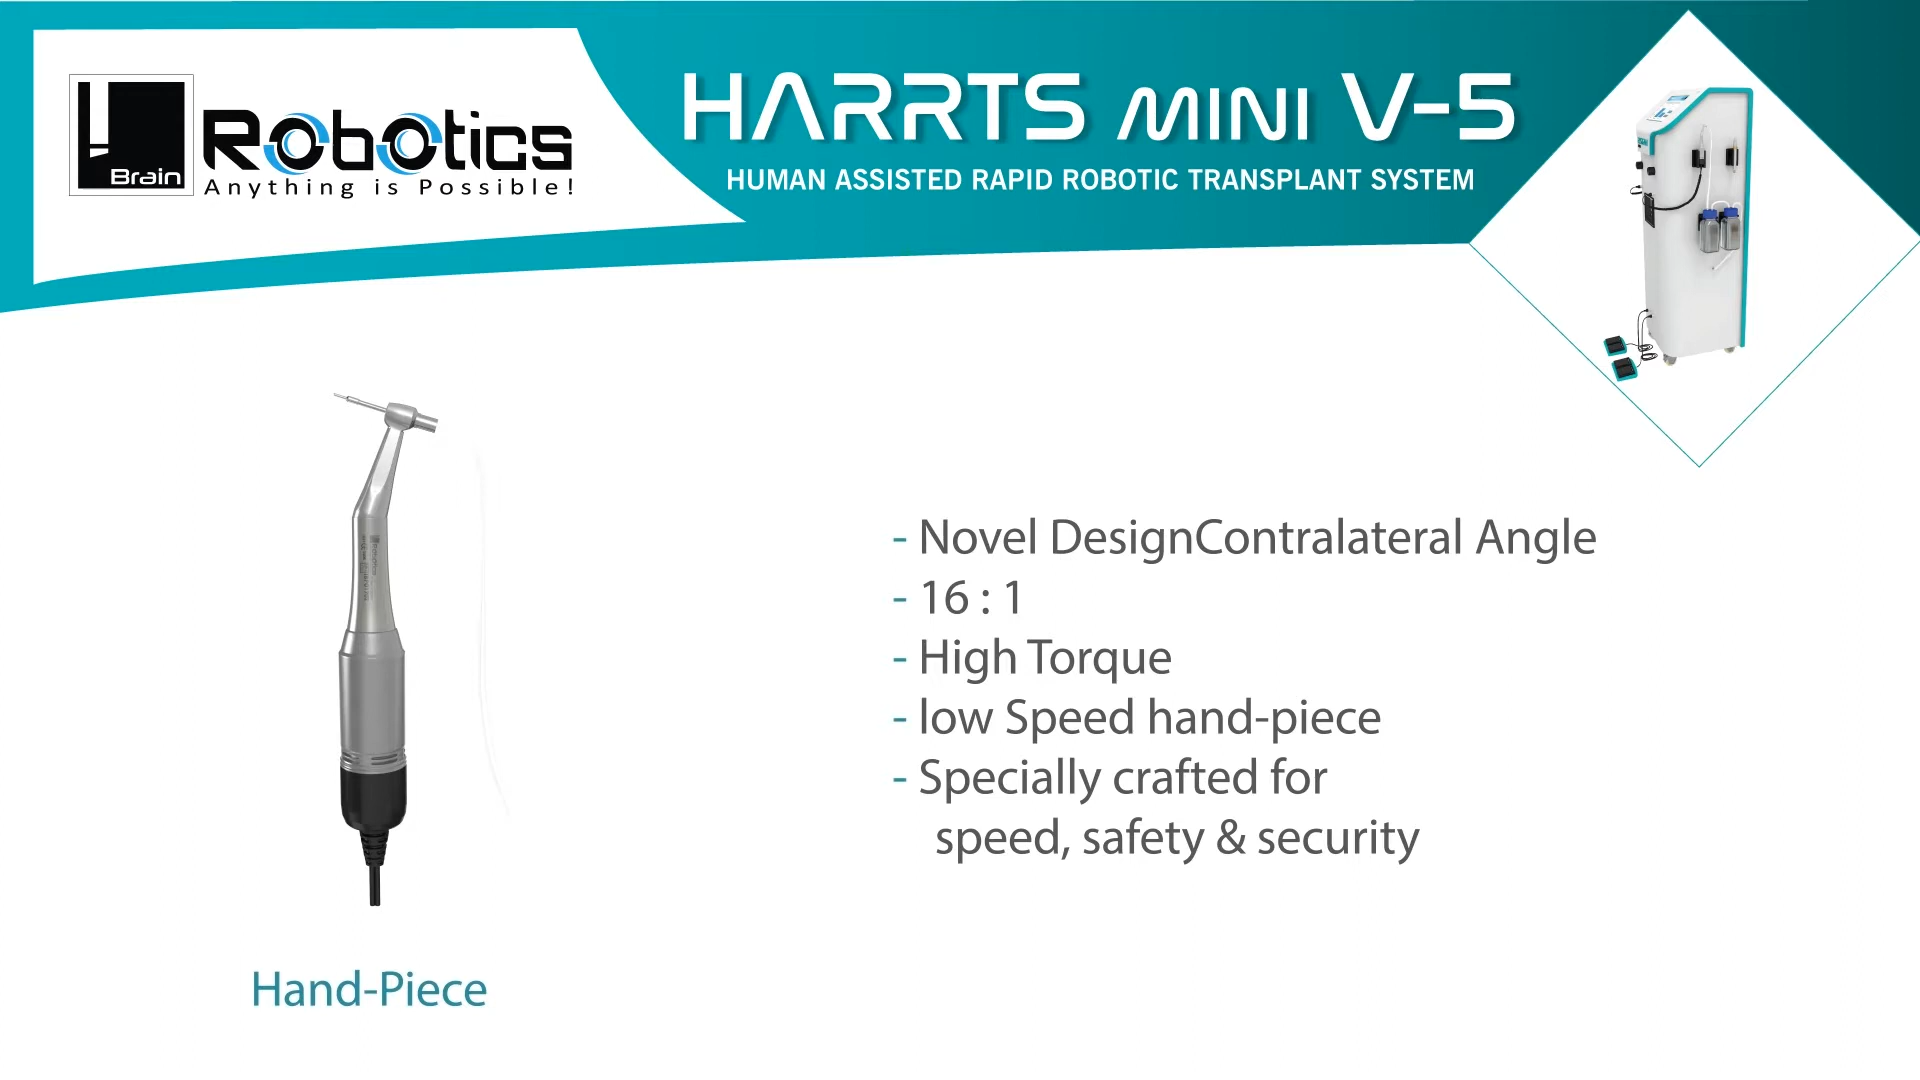 Brain
Robotics
Anything is Possible!
HARRTS MINI V-5
HUMAN ASSISTED RAPID ROBOTIC TRANSPLANT SYSTEM
- Novel DesignContralateral Angle
- 16 : 1
- High Torque
- low Speed hand-piece
- Specially crafted for
speed, safety & security
Hand-Piece